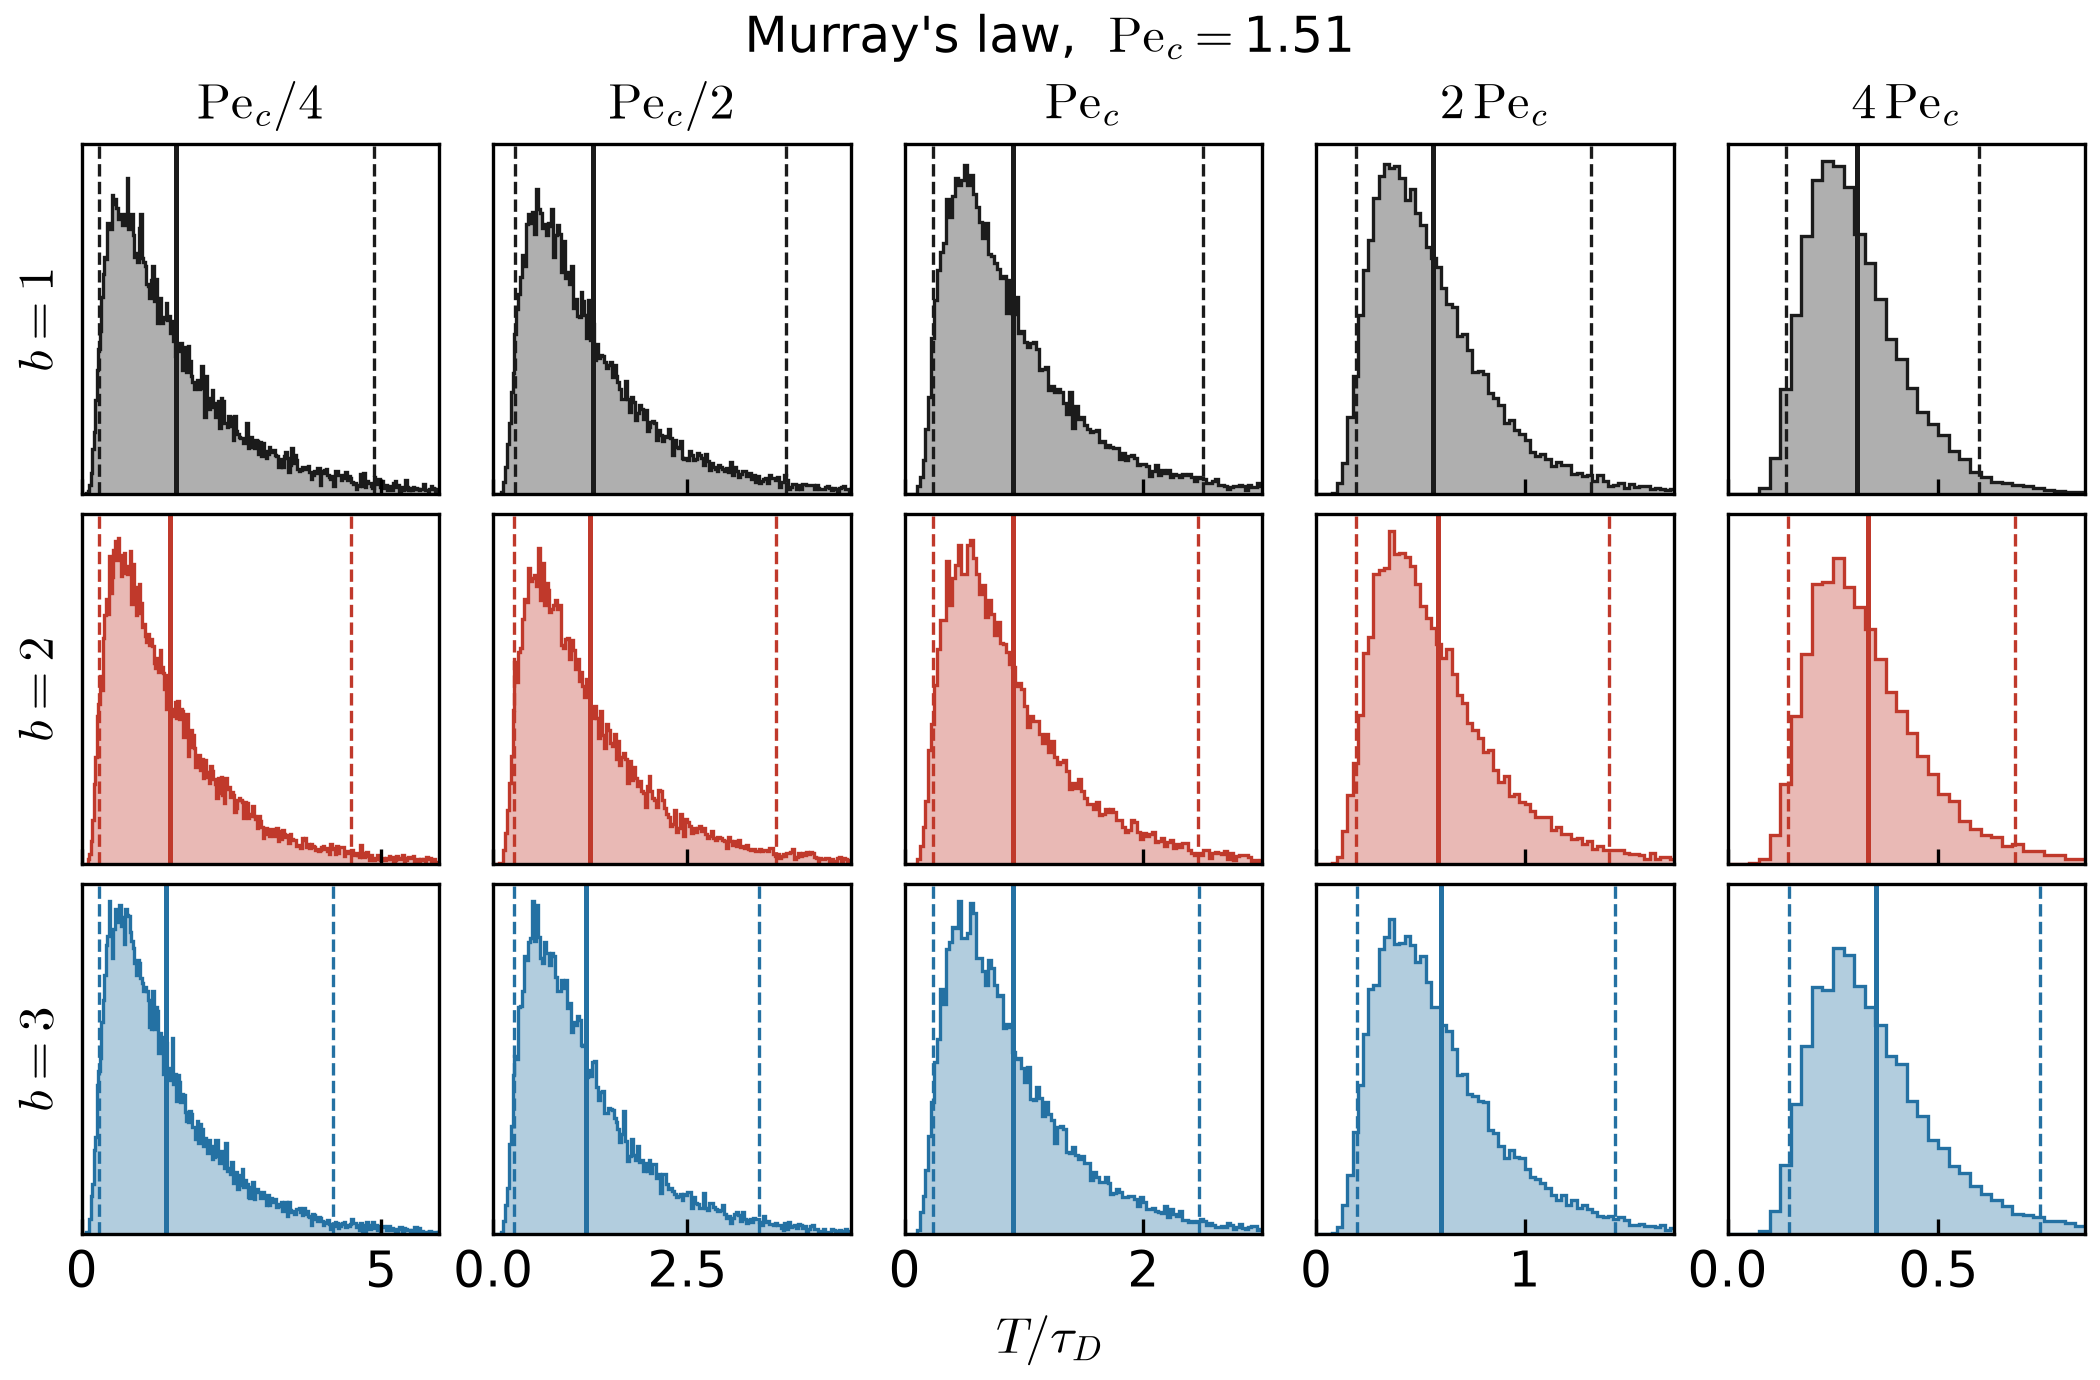 Murray's law, Pe_c = 1.51
Pe_c/4 Pe_c/2 Pe_c 2 Pe_c 4 Pe_c
b = 1
b = 2
b = 3
0 5 0.0 2.5 0 2 0 1 0.0 0.5
T/τ_D